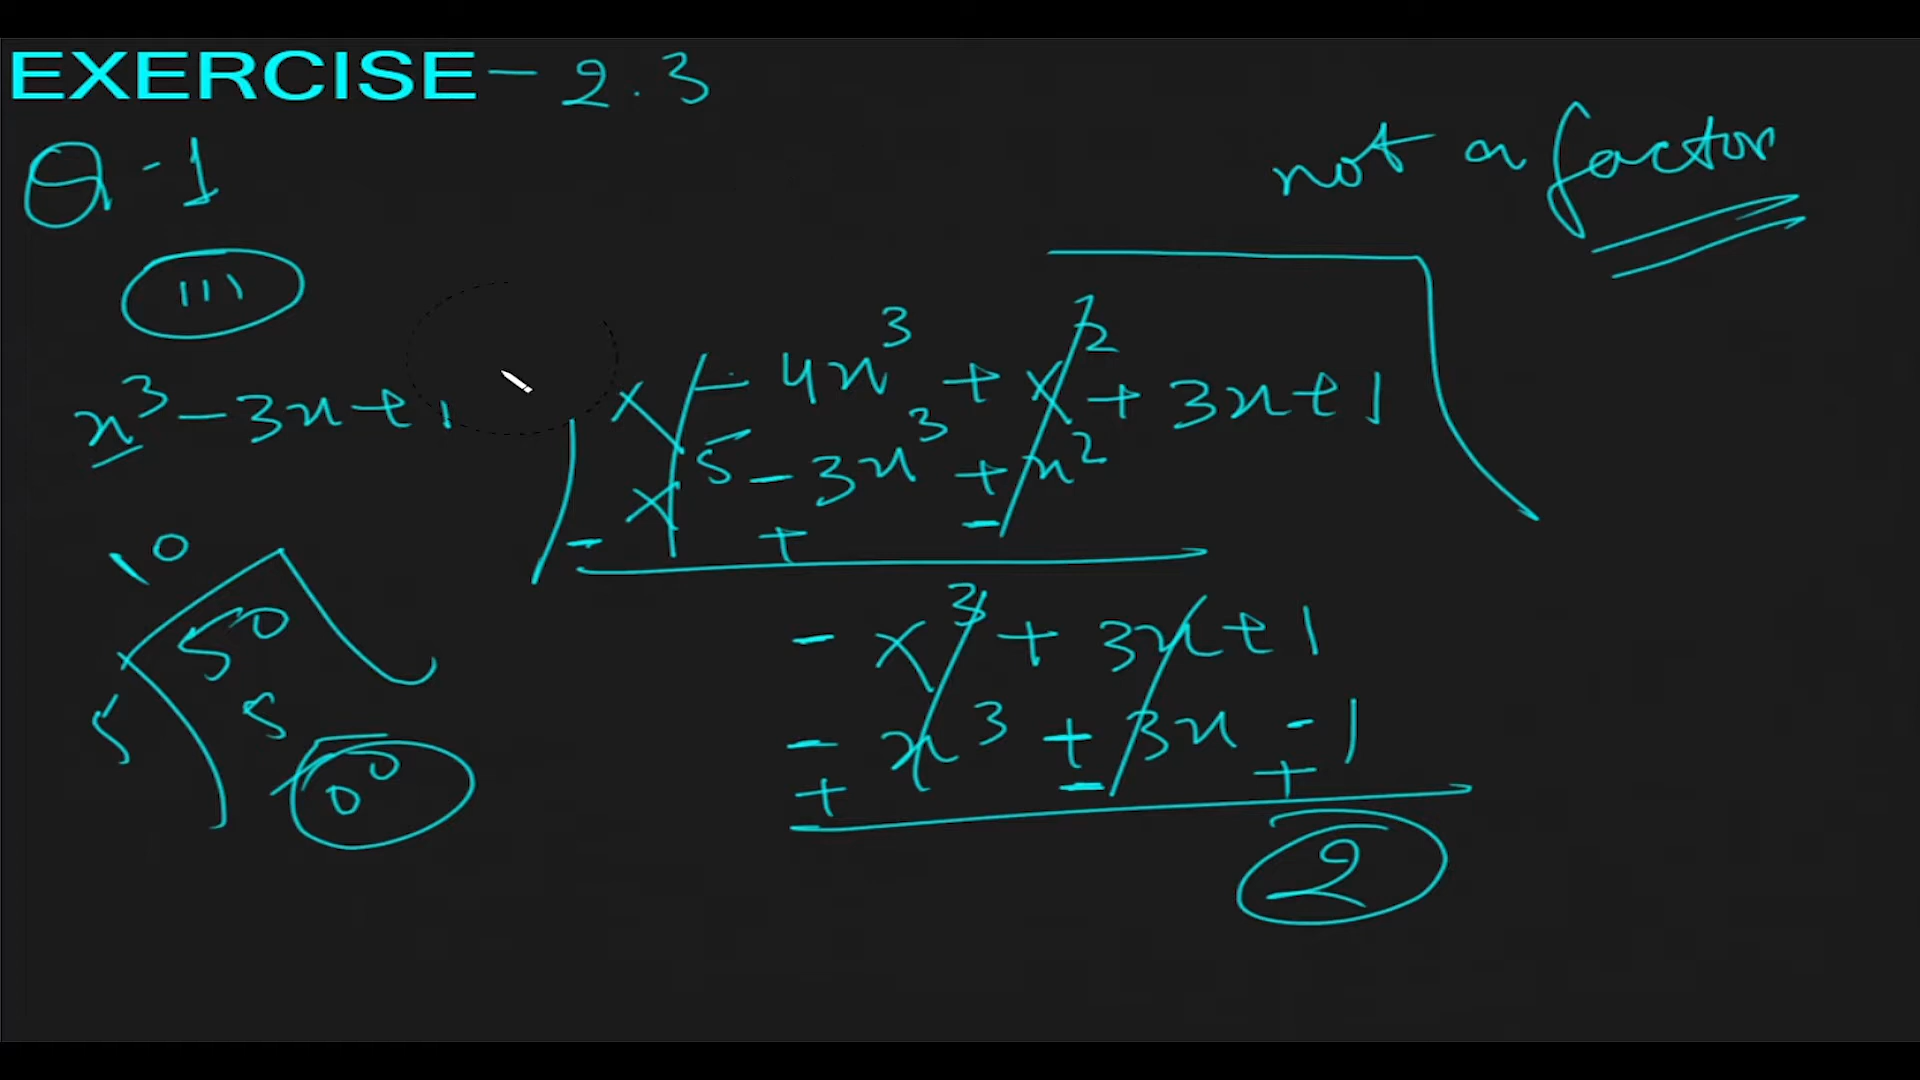 EXERCISE - 2.3
Q - 1
not a factor
111
x³ - 3x + 1
x - 4x³ + x² + 3x + 1
x⁵ - 3x³ + x²
- + -
- x³ + 3x + 1
- x³ + 3x - 1
+ - +
2
10
5 50
5
00